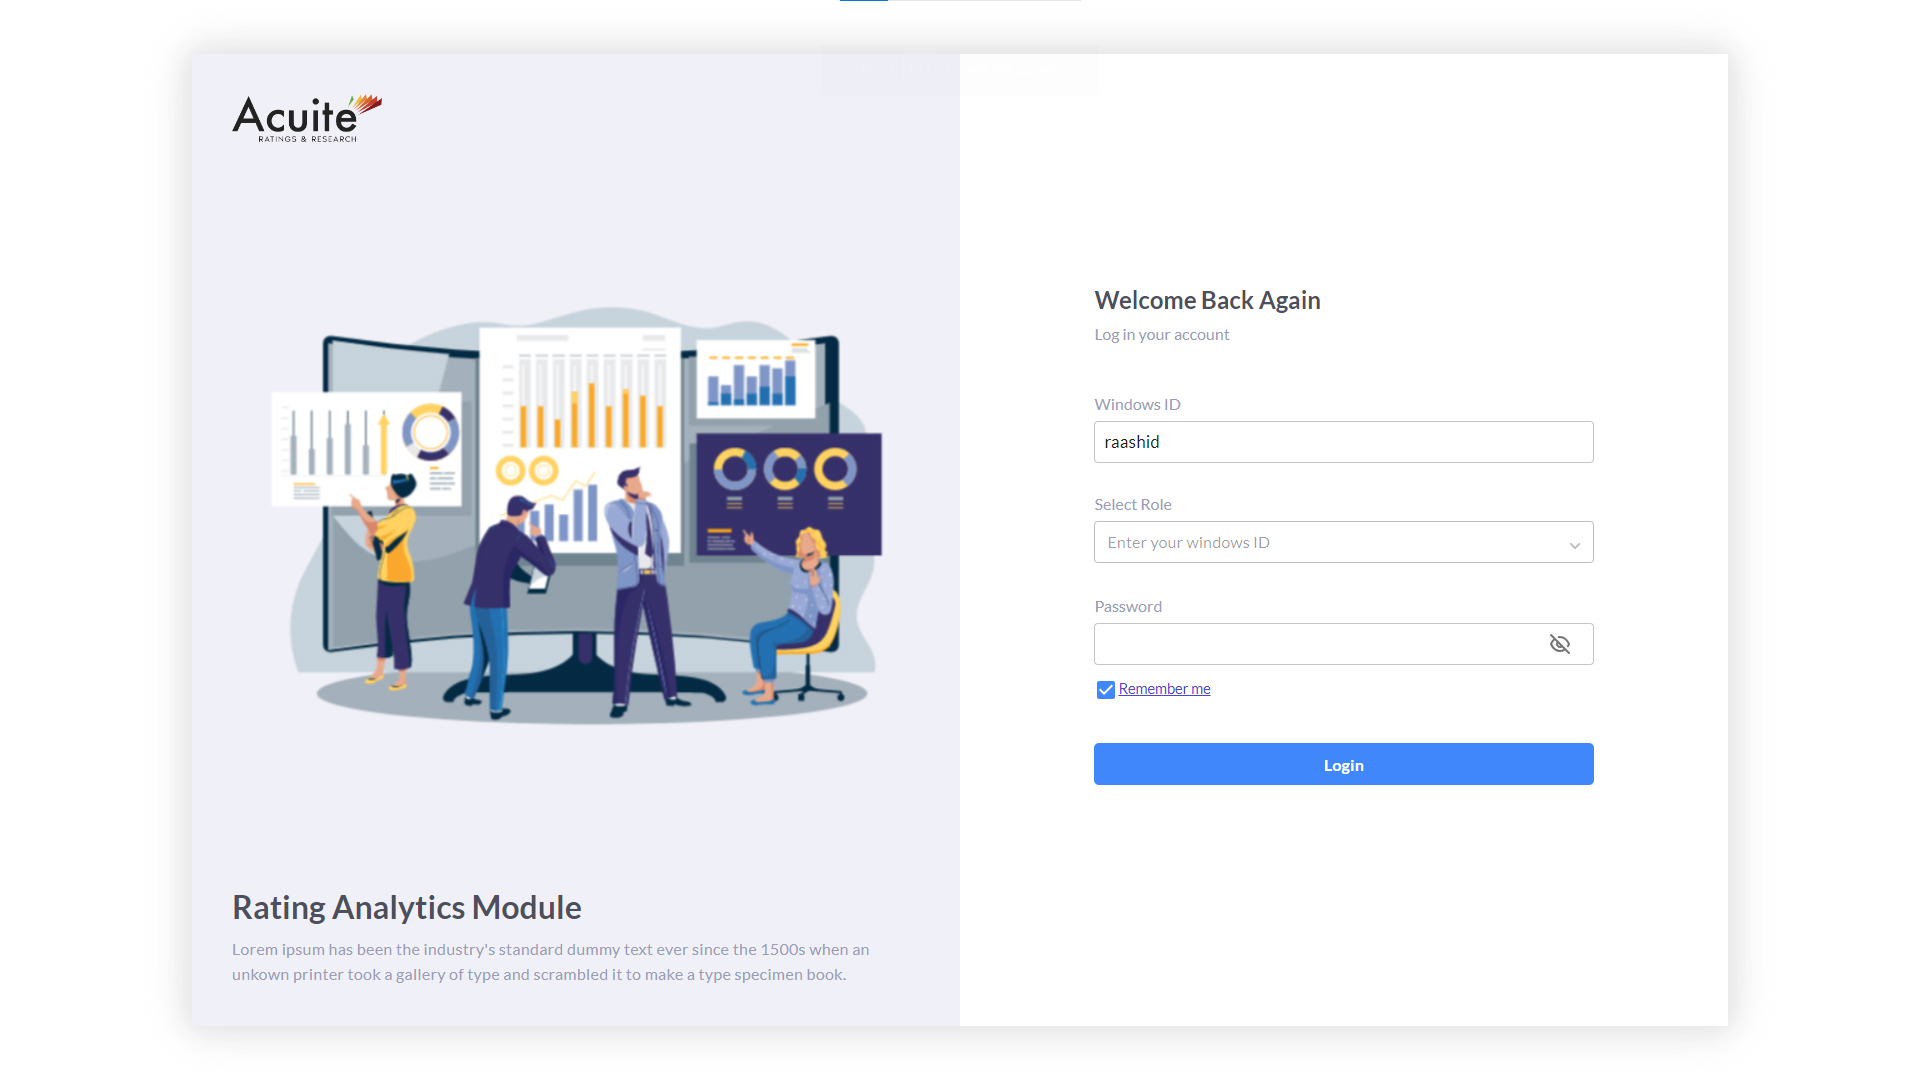 Acuite
RATINGS & RESEARCH
Rating Analytics Module
Lorem ipsum has been the industry's standard dummy text ever since the 1500s when an
unkown printer took a gallery of type and scrambled it to make a type specimen book.
Welcome Back Again
Log in your account
Windows ID
raashid
Select Role
Enter your windows ID
Password
Remember me
Login